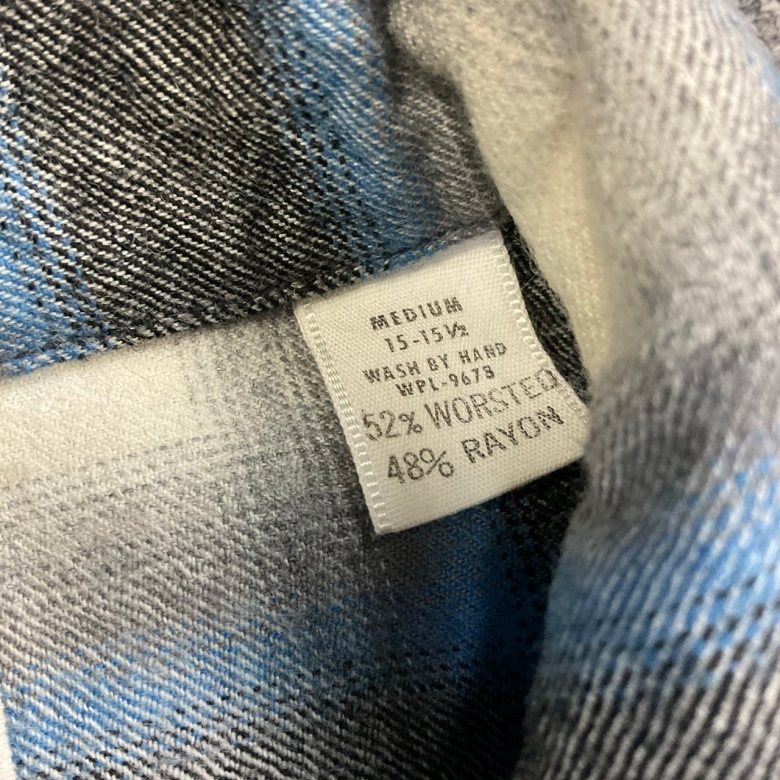 MEDIUM
15-15½
WASH BY HAND
WPL-9678
52% WORSTED
48% RAYON